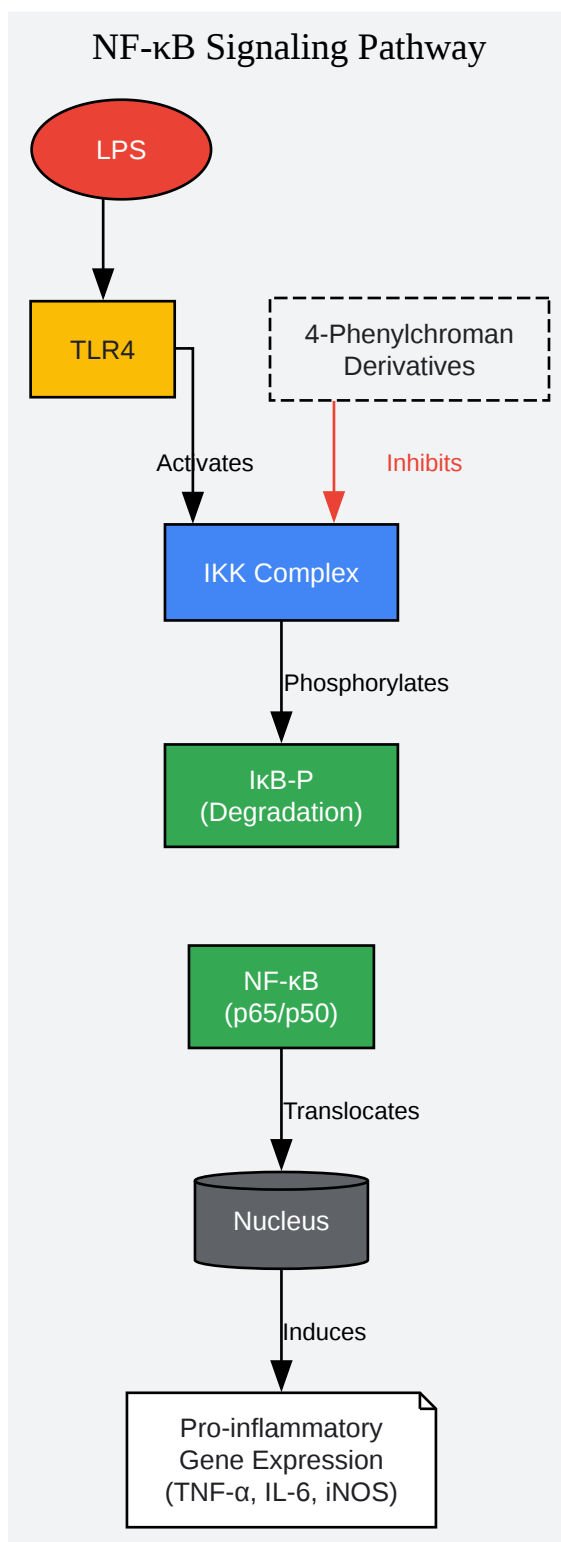 NF-κB Signaling Pathway
LPS
TLR4
4-Phenylchroman
Derivatives
Activates
Inhibits
IKK Complex
Phosphorylates
IκB-P
(Degradation)
NF-κB
(p65/p50)
Translocates
Nucleus
Induces
Pro-inflammatory
Gene Expression
(TNF-α, IL-6, iNOS)